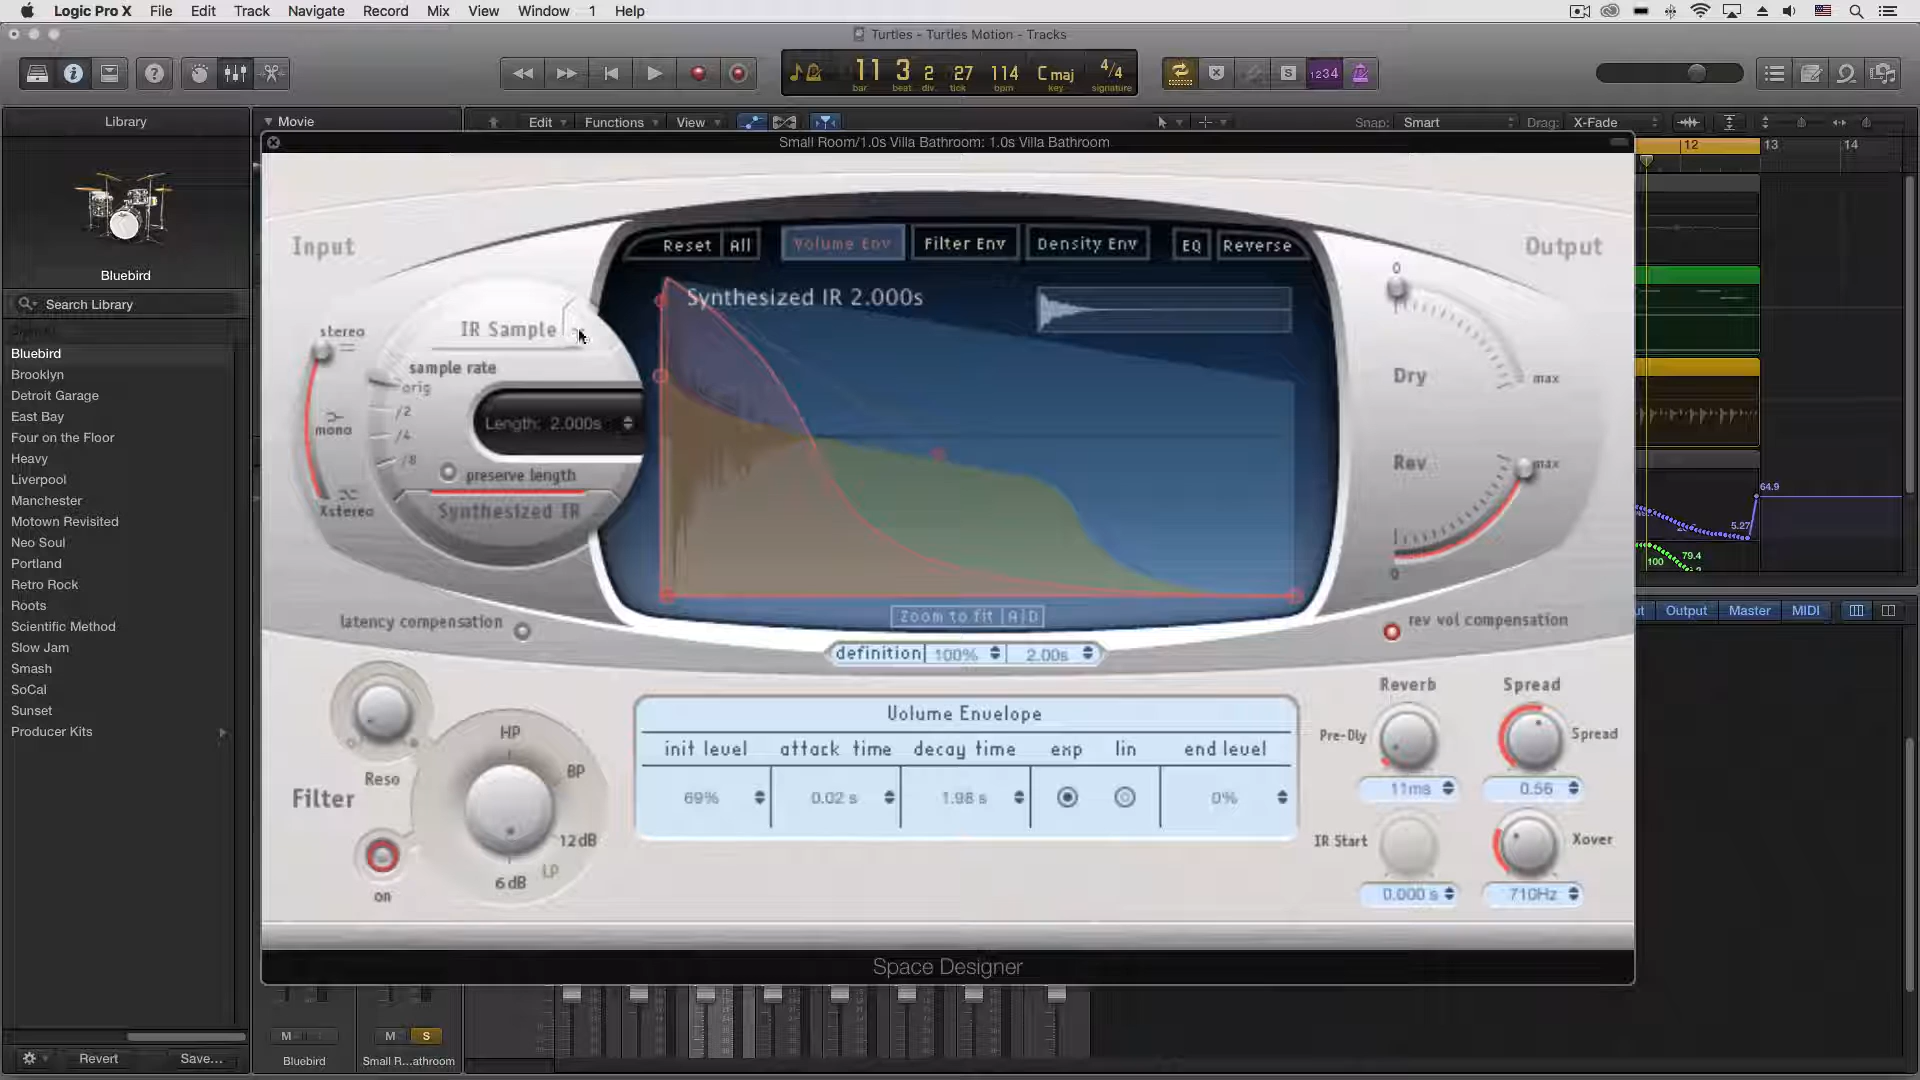 Logic Pro X File Edit Track Navigate Record Mix View Window 1 Help
Turtles - Turtles Motion - Tracks
11 3 2 27 114 C maj 4/4
bar beat div tick bpm key signature
S 1234
Library Movie Edit Functions View Snap: Smart Drag: X-Fade
Small Room/1.0s Villa Bathroom: 1.0s Villa Bathroom
12 13 14
Bluebird
Search Library
Bluebird
Brooklyn
Detroit Garage
East Bay
Four on the Floor
Heavy
Liverpool
Manchester
Motown Revisited
Neo Soul
Portland
Retro Rock
Roots
Scientific Method
Slow Jam
Smash
SoCal
Sunset
Producer Kits
Revert Save...
Input
stereo
mono
Xstereo
IR Sample
sample rate
orig
/2
/4
/8
Length: 2.000s
preserve length
Synthesized IR
latency compensation
Reset All Volume Env Filter Env Density Env EQ Reverse
Synthesized IR 2.000s
Zoom to fit A D
definition 100% 2.00s
Output
0
Dry max
Rev max
0
rev vol compensation
64.9
5.27
79.4
100
Output Master MIDI
Filter
Reso
on
HP
BP
12dB
LP
6dB
Volume Envelope
init level attack time decay time exp lin end level
69% 0.02 s 1.98 s 0%
Reverb Spread
Pre-Dly Spread
11ms 0.56
IR Start Xover
0.000 s 710Hz
Space Designer
M M S
Bluebird Small R...athroom